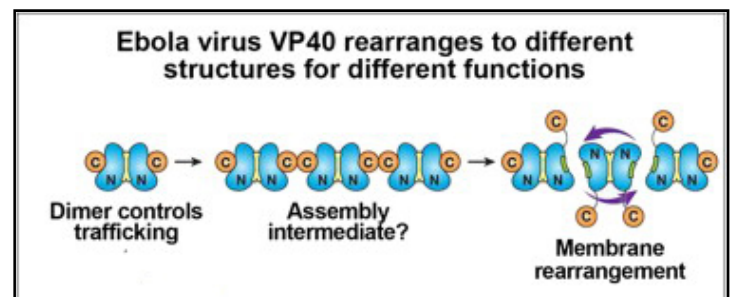 Ebola virus VP40 rearranges to different
structures for different functions
C N N C
C N N C C N N C C N N C
C C
C N N N N N N C
C C
Dimer controls
trafficking
Assembly
intermediate?
Membrane
rearrangement